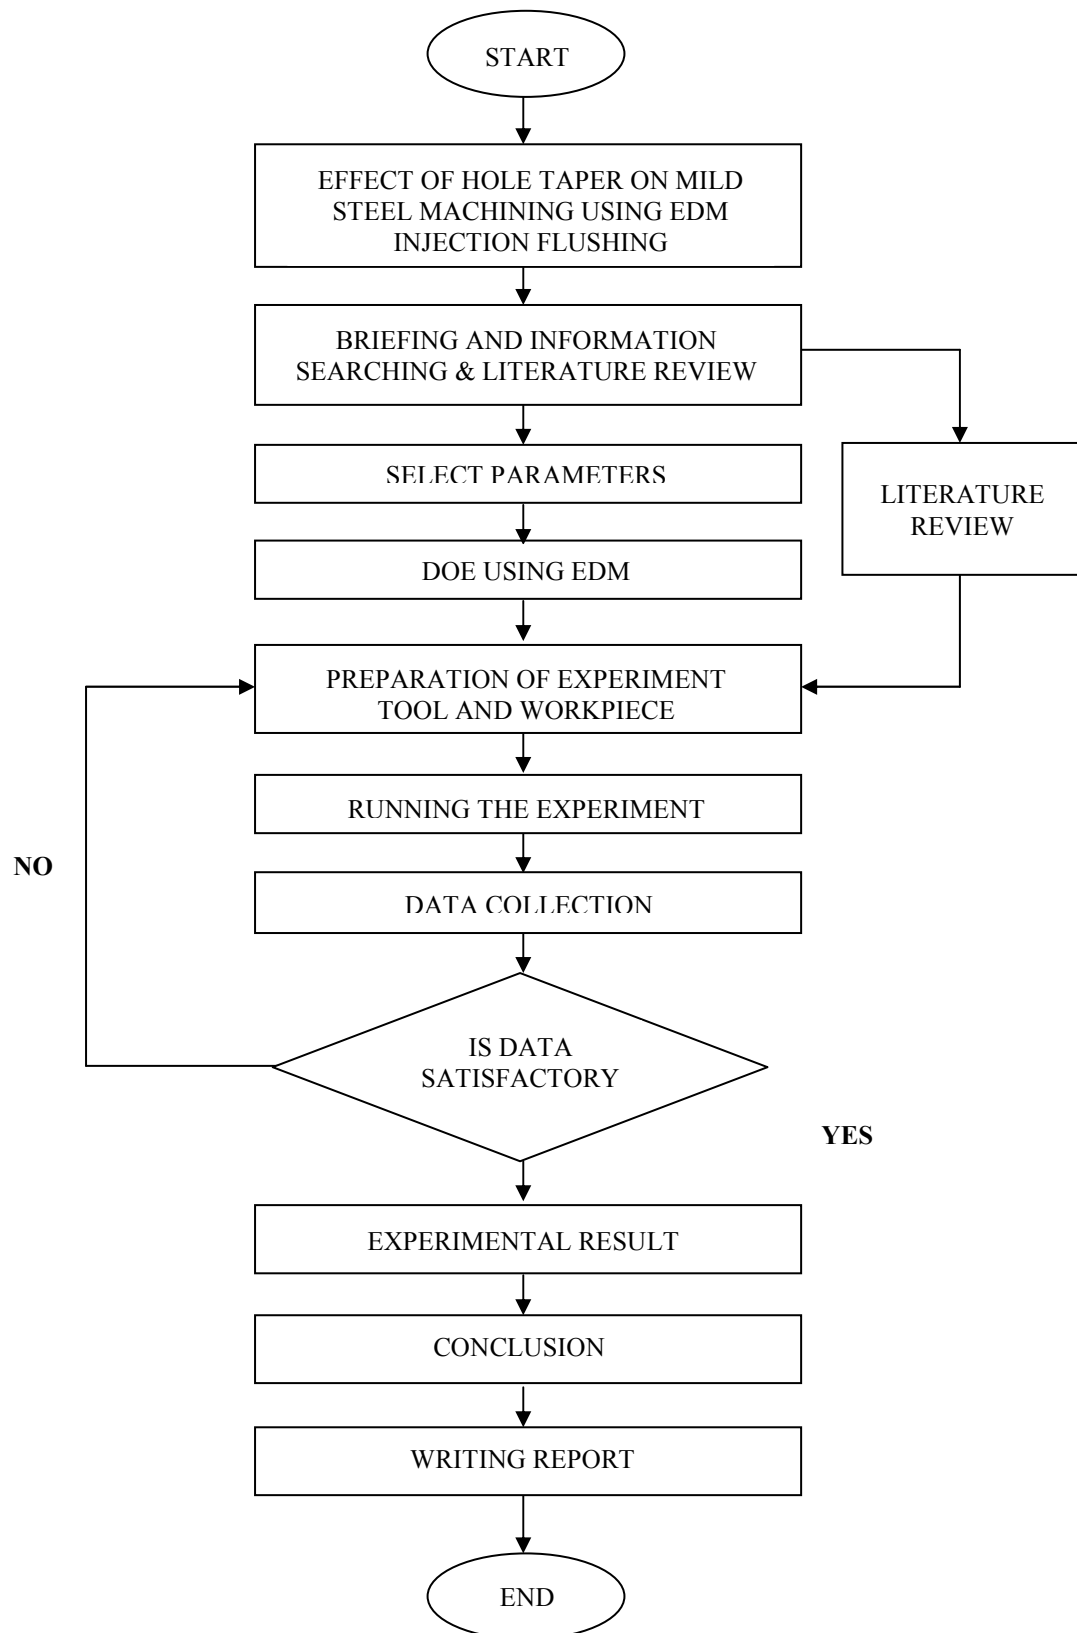 START
EFFECT OF HOLE TAPER ON MILD
STEEL MACHINING USING EDM
INJECTION FLUSHING
BRIEFING AND INFORMATION
SEARCHING & LITERATURE REVIEW
SELECT PARAMETERS
LITERATURE
REVIEW
DOE USING EDM
PREPARATION OF EXPERIMENT
TOOL AND WORKPIECE
RUNNING THE EXPERIMENT
NO
DATA COLLECTION
IS DATA
SATISFACTORY
YES
EXPERIMENTAL RESULT
CONCLUSION
WRITING REPORT
END